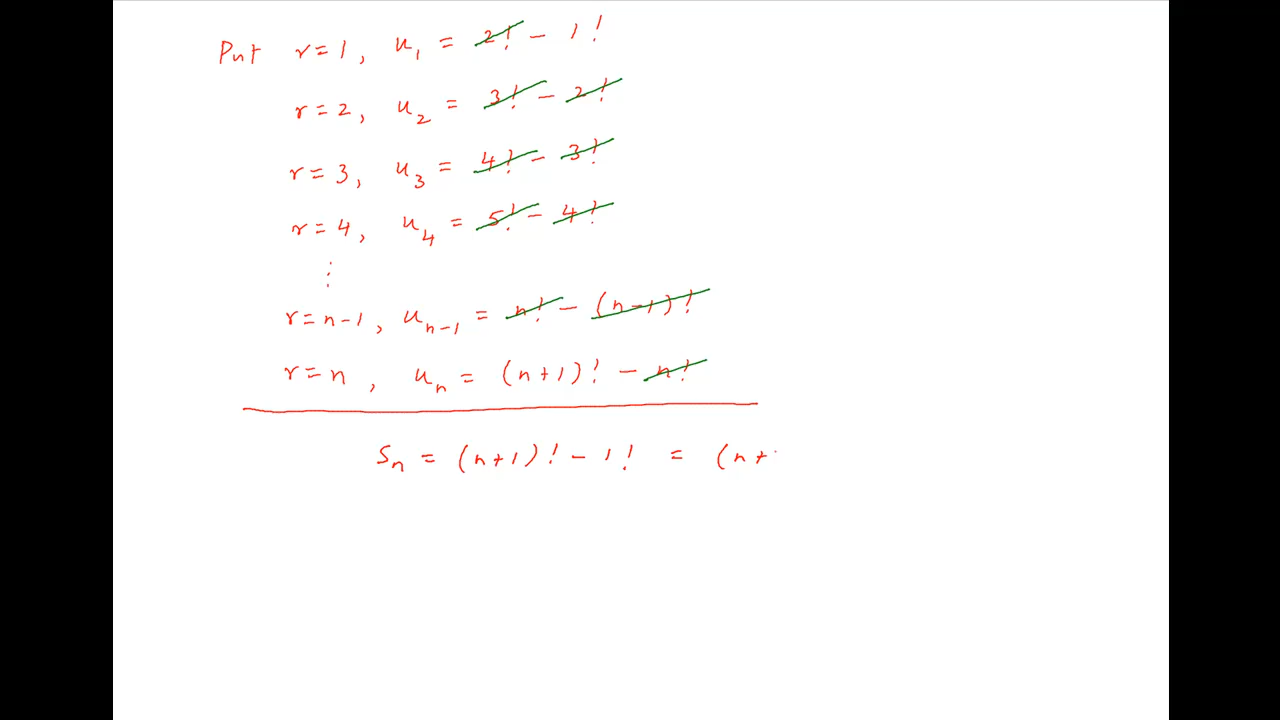 Put r=1, u₁ = 2! - 1!
r=2, u₂ = 3! - 2!
r=3, u₃ = 4! - 3!
r=4, u₄ = 5! - 4!
⋮
r=n-1, uₙ₋₁ = n! - (n-1)!
r=n, uₙ = (n+1)! - n!
Sₙ = (n+1)! - 1! = (n+